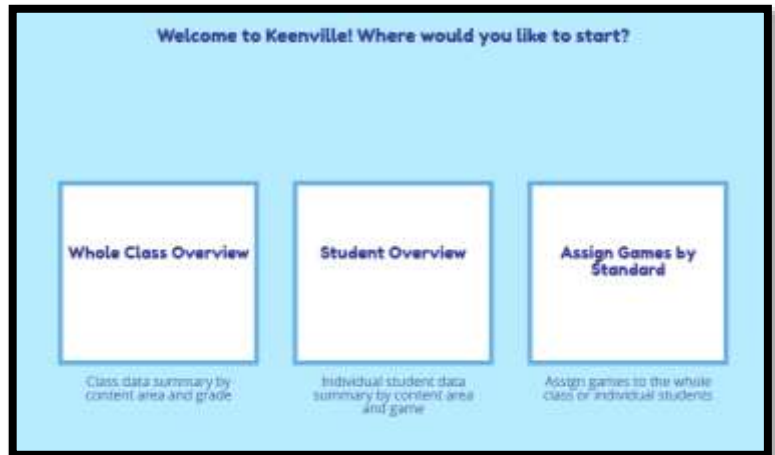 Welcome to Keenville! Where would you like to start?
Whole Class Overview
Student Overview
Assign Games by
Standard
Class data summary by
content area and grade
Individual student data
summary by content area
and game
Assign games to the whole
class or individual students